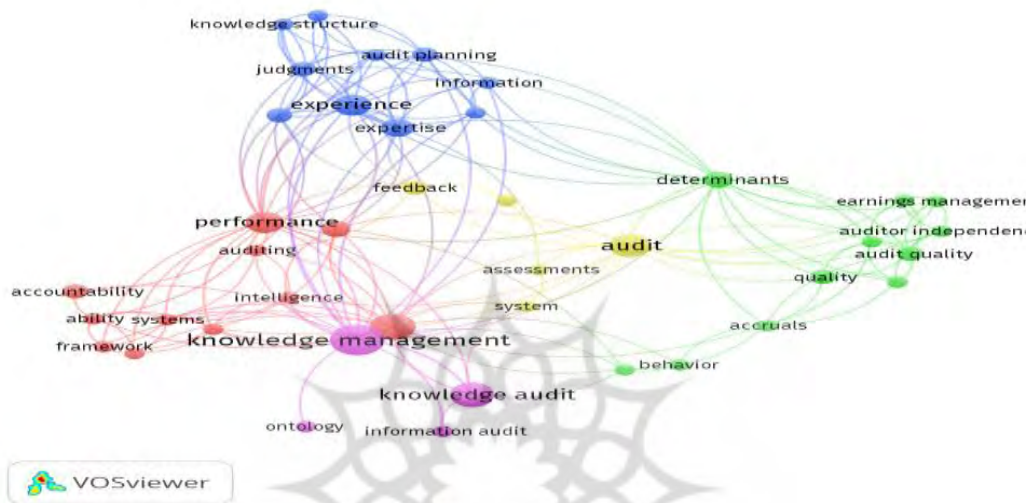 knowledge structure
audit planning
judgments
information
experience
expertise
determinants
feedback
earnings management
performance
auditor independenc
auditing
audit
audit quality
assessments
quality
accountability
intelligence
system
ability
systems
accruals
knowledge management
framework
behavior
knowledge audit
ontology
information audit
VOSviewer